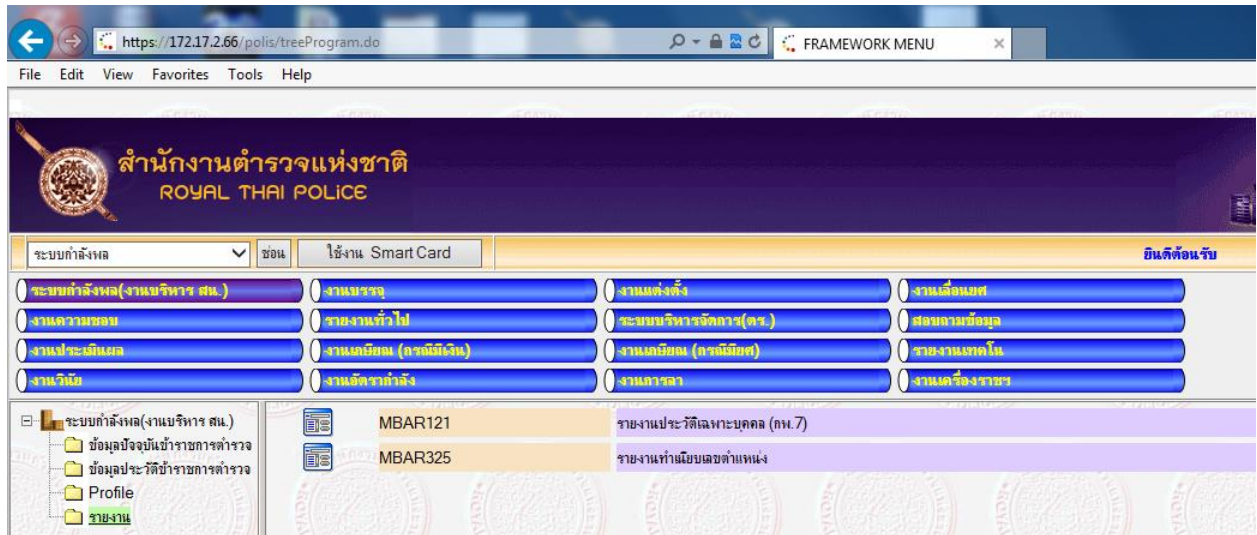 https://172.17.2.66/polis/treeProgram.do
FRAMEWORK MENU
File Edit View Favorites Tools Help
สำนักงานตำรวจแห่งชาติ
ROYAL THAI POLICE
ระบบกำลังพล ซ่อน ใช้งาน Smart Card ยินดีต้อนรับ
ระบบกำลังพล(งานบริหาร สน.) งานบรรจุ งานแต่งตั้ง งานเลื่อนยศ
งานความชอบ รายงานทั่วไป ระบบบริหารจัดการ(ตร.) สอบถามข้อมูล
งานประเมินผล งานเกษียณ (กรณีมีเงิน) งานเกษียณ (กรณีมียศ) รายงานเทคโน
งานวินัย งานอัตรากำลัง งานการลา งานเครื่องราชฯ
ระบบกำลังพล(งานบริหาร สน.)
ข้อมูลปัจจุบันข้าราชการตำรวจ
ข้อมูลประวัติข้าราชการตำรวจ
Profile
รายงาน
MBAR121 รายงานประวัติเฉพาะบุคคล (กพ.7)
MBAR325 รายงานทำเนียบเลขตำแหน่ง